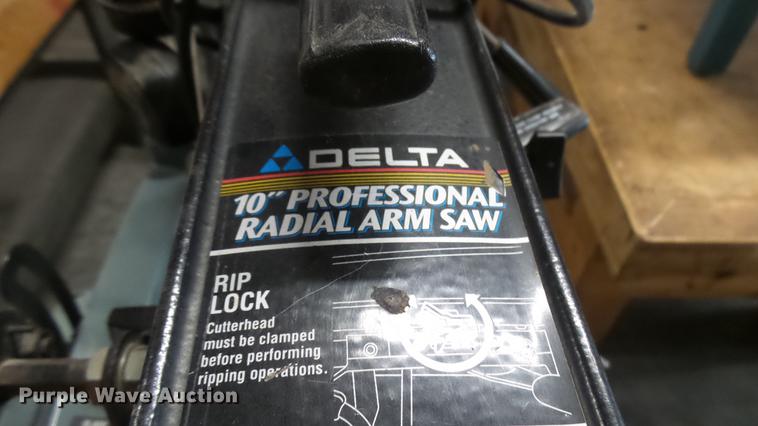 DELTA
10" PROFESSIONAL
RADIAL ARM SAW
RIP
LOCK
Cutterhead
must be clamped
before performing
ripping operations.
Purple Wave Auction